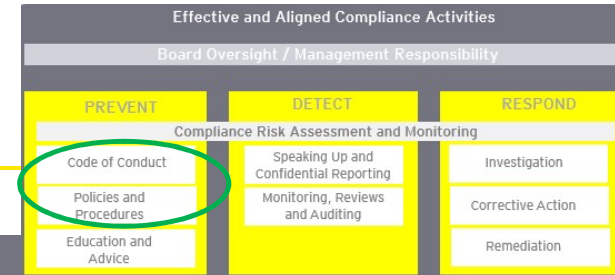 Effective and Aligned Compliance Activities
Board Oversight / Management Responsibility
PREVENT
DETECT
RESPOND
Compliance Risk Assessment and Monitoring
Code of Conduct
Policies and
Procedures
Education and
Advice
Speaking Up and
Confidential Reporting
Monitoring, Reviews
and Auditing
Investigation
Corrective Action
Remediation